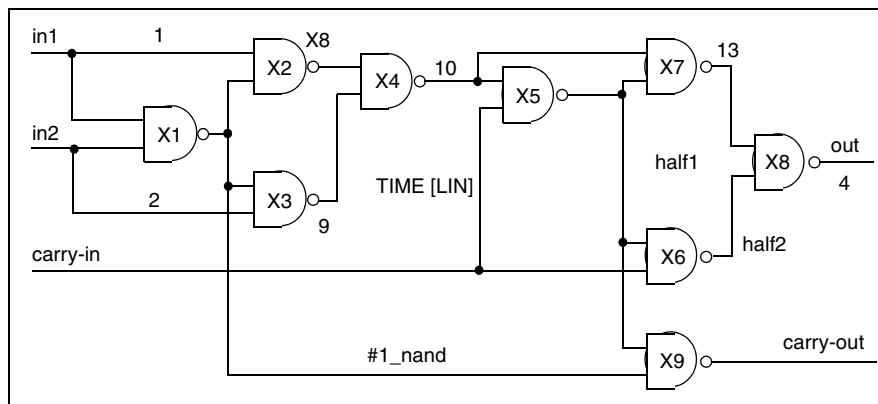 in1
1
X8
X2
X4
10
X5
X7
13
in2
X1
X3
2
9
TIME [LIN]
half1
X8
out
4
carry-in
X6
half2
#1_nand
X9
carry-out